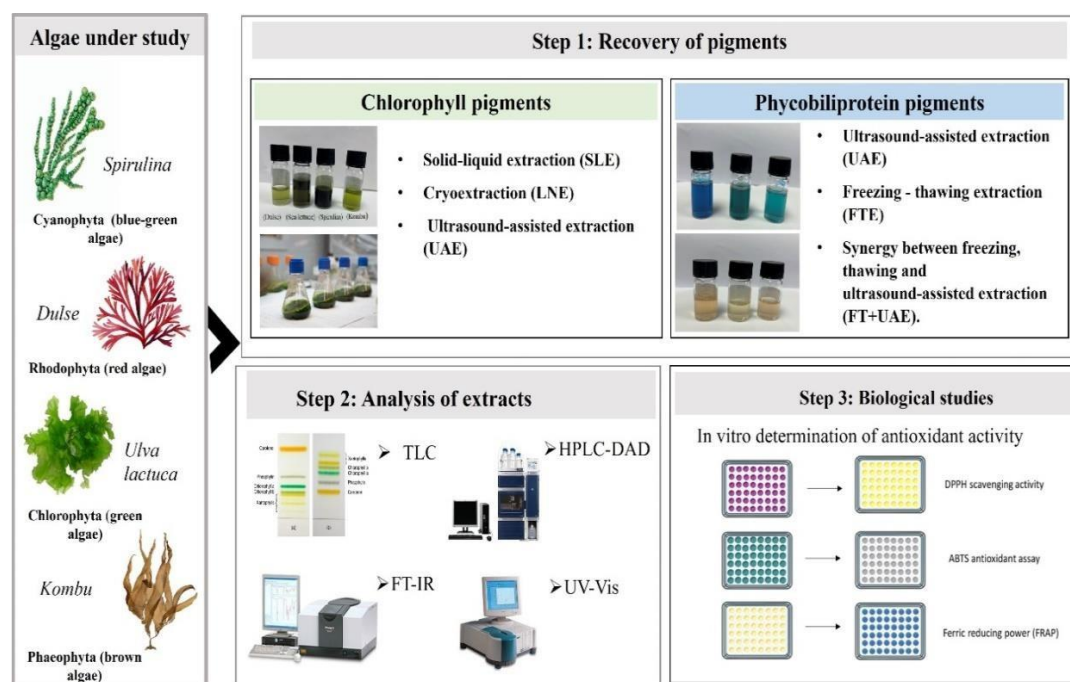 Algae under study
Spirulina
Cyanophyta (blue-green
algae)
Dulse
Rhodophyta (red algae)
Ulva
lactuca
Chlorophyta (green
algae)
Kombu
Phaeophyta (brown
algae)
Step 1: Recovery of pigments
Chlorophyll pigments
(Dulse) (Sea lettuce) (Spirulina) (Kombu)
• Solid-liquid extraction (SLE)
• Cryoextraction (LNE)
• Ultrasound-assisted extraction
(UAE)
Phycobiliprotein pigments
• Ultrasound-assisted extraction
(UAE)
• Freezing - thawing extraction
(FTE)
• Synergy between freezing,
thawing and
ultrasound-assisted extraction
(FT+UAE).
Step 2: Analysis of extracts
➢TLC
➢HPLC-DAD
➢FT-IR
➢UV-Vis
Step 3: Biological studies
In vitro determination of antioxidant activity
DPPH scavenging activity
ABTS antioxidant assay
Ferric reducing power (FRAP)